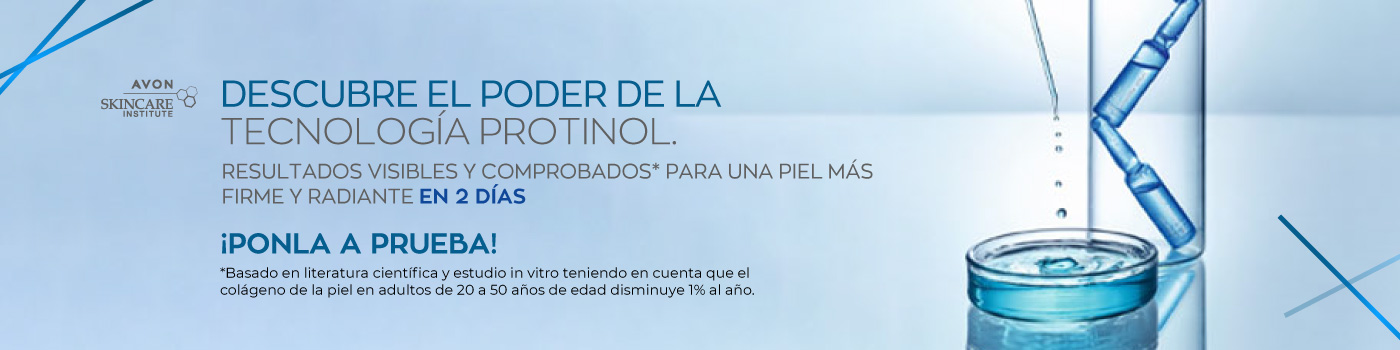 AVON
SKINCARE
INSTITUTE
DESCUBRE EL PODER DE LA
TECNOLOGÍA PROTINOL.
RESULTADOS VISIBLES Y COMPROBADOS* PARA UNA PIEL MÁS
FIRME Y RADIANTE EN 2 DÍAS
¡PONLA A PRUEBA!
*Basado en literatura científica y estudio in vitro teniendo en cuenta que el
colágeno de la piel en adultos de 20 a 50 años de edad disminuye 1% al año.